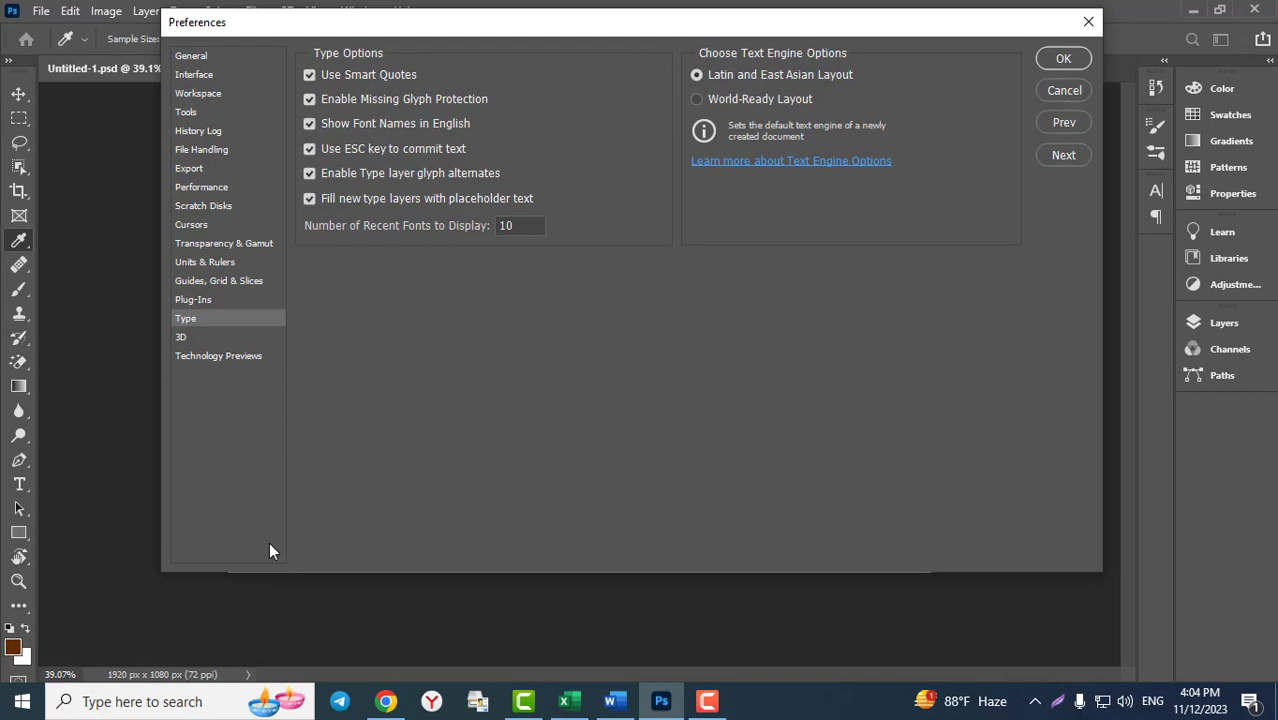 Ps File Edit Image Layer
Preferences
Sample Size:
Untitled-1.psd @ 39.1%
General
Interface
Workspace
Tools
History Log
File Handling
Export
Performance
Scratch Disks
Cursors
Transparency & Gamut
Units & Rulers
Guides, Grid & Slices
Plug-Ins
Type
3D
Technology Previews
Type Options
Use Smart Quotes
Enable Missing Glyph Protection
Show Font Names in English
Use ESC key to commit text
Enable Type layer glyph alternates
Fill new type layers with placeholder text
Number of Recent Fonts to Display: 10
Choose Text Engine Options
Latin and East Asian Layout
World-Ready Layout
Sets the default text engine of a newly
created document
Learn more about Text Engine Options
OK
Cancel
Prev
Next
Color
Swatches
Gradients
Patterns
Properties
Learn
Libraries
Adjustme...
Layers
Channels
Paths
39.07% 1920 px x 1080 px (72 ppi)
Type here to search
Ps
88°F Haze
ENG
4:04 PM
11/12/2023
1